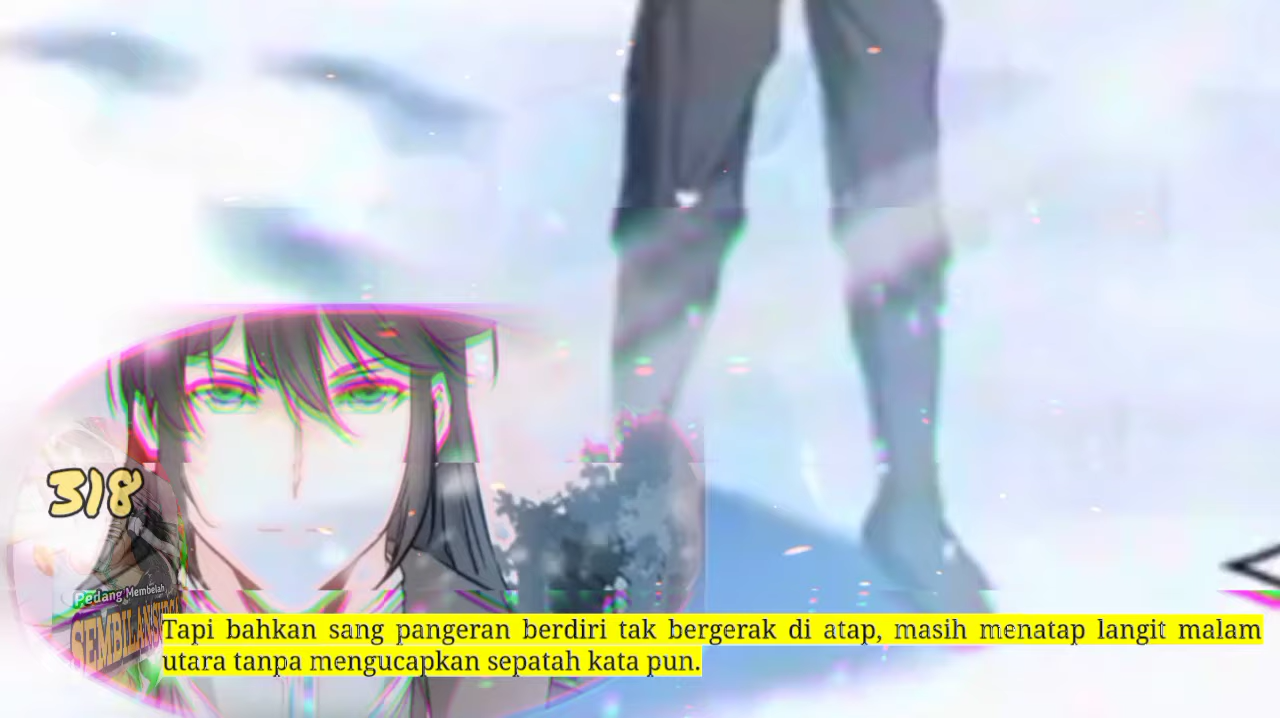 318
Pedang Membelah
Tapi bahkan sang pangeran berdiri tak bergerak di atap, masih menatap langit malam
utara tanpa mengucapkan sepatah kata pun.